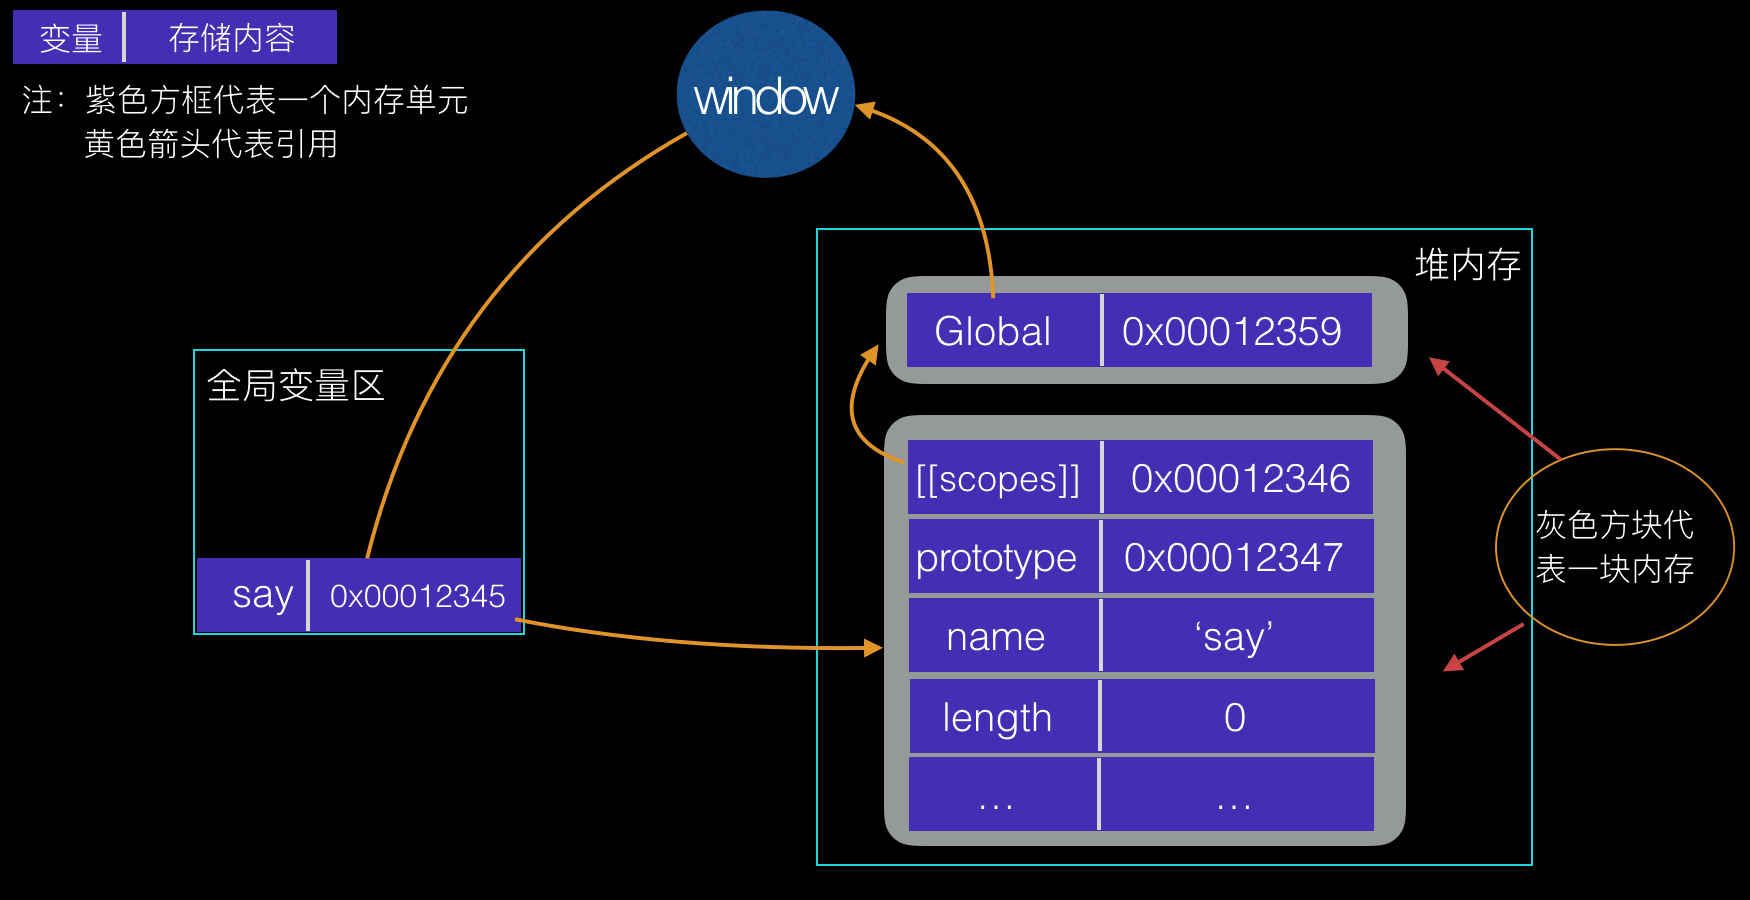 变量 存储内容
注：紫色方框代表一个内存单元
黄色箭头代表引用
window
堆内存
Global 0x00012359
全局变量区
say 0x00012345
[[scopes]] 0x00012346
prototype 0x00012347
name ‘say’
length 0
... ...
灰色方块代
表一块内存